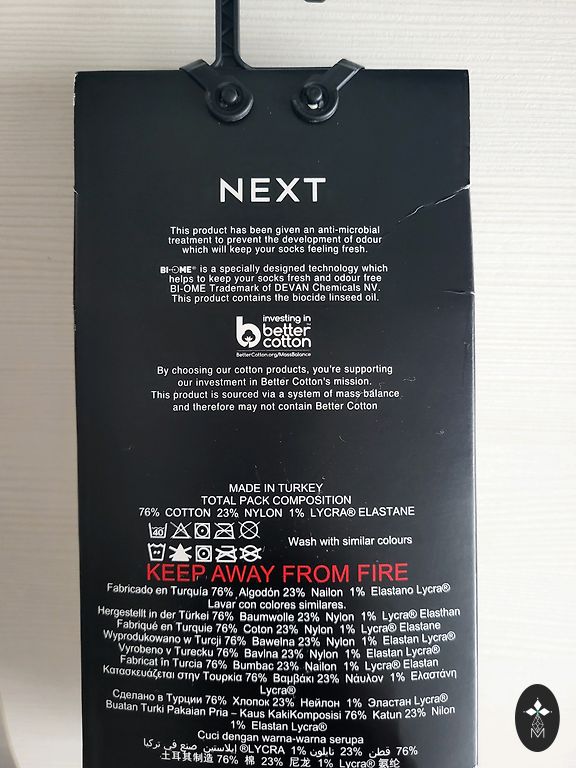 NEXT
This product has been given an anti-microbial
treatment to prevent the development of odour
which will keep your socks feeling fresh.
BI-OME® is a specially designed technology which
helps to keep your socks fresh and odour free
BI-OME Trademark of DEVAN Chemicals NV.
This product contains the biocide linseed oil.
investing in
better
cotton
BetterCotton.org/MassBalance
By choosing our cotton products, you're supporting
our investment in Better Cotton's mission.
This product is sourced via a system of mass balance
and therefore may not contain Better Cotton
MADE IN TURKEY
TOTAL PACK COMPOSITION
76% COTTON 23% NYLON 1% LYCRA® ELASTANE
40
Wash with similar colours
KEEP AWAY FROM FIRE
Fabricado en Turquía 76% Algodón 23% Nailon 1% Elastano Lycra®
Lavar con colores similares.
Hergestellt in der Türkei 76% Baumwolle 23% Nylon 1% Lycra® Elasthan
Fabriqué en Turquie 76% Coton 23% Nylon 1% Lycra® Elastane
Wyprodukowano w Turcji 76% Bawełna 23% Nylon 1% Elastan Lycra®
Vyrobeno v Turecku 76% Bavlna 23% Nylon 1% Elastan Lycra®
Fabricat în Turcia 76% Bumbac 23% Nailon 1% Lycra® Elastan
Κατασκευάζεται στην Τουρκία 76% Βαμβάκι 23% Νάυλον 1% Ελαστάνη
Lycra®
Сделано в Турции 76% Хлопок 23% Нейлон 1% Эластан Lycra®
Buatan Turki Pakaian Pria – Kaus KakiKomposisi 76% Katun 23% Nilon
1% Elastan Lycra®
Cuci dengan warna-warna serupa
صنع في تركيا 76% قطن 23% نايلون 1% LYCRA® إيلاستين
土耳其制造 76% 棉 23% 尼龙 1% Lycra® 氨纶
M